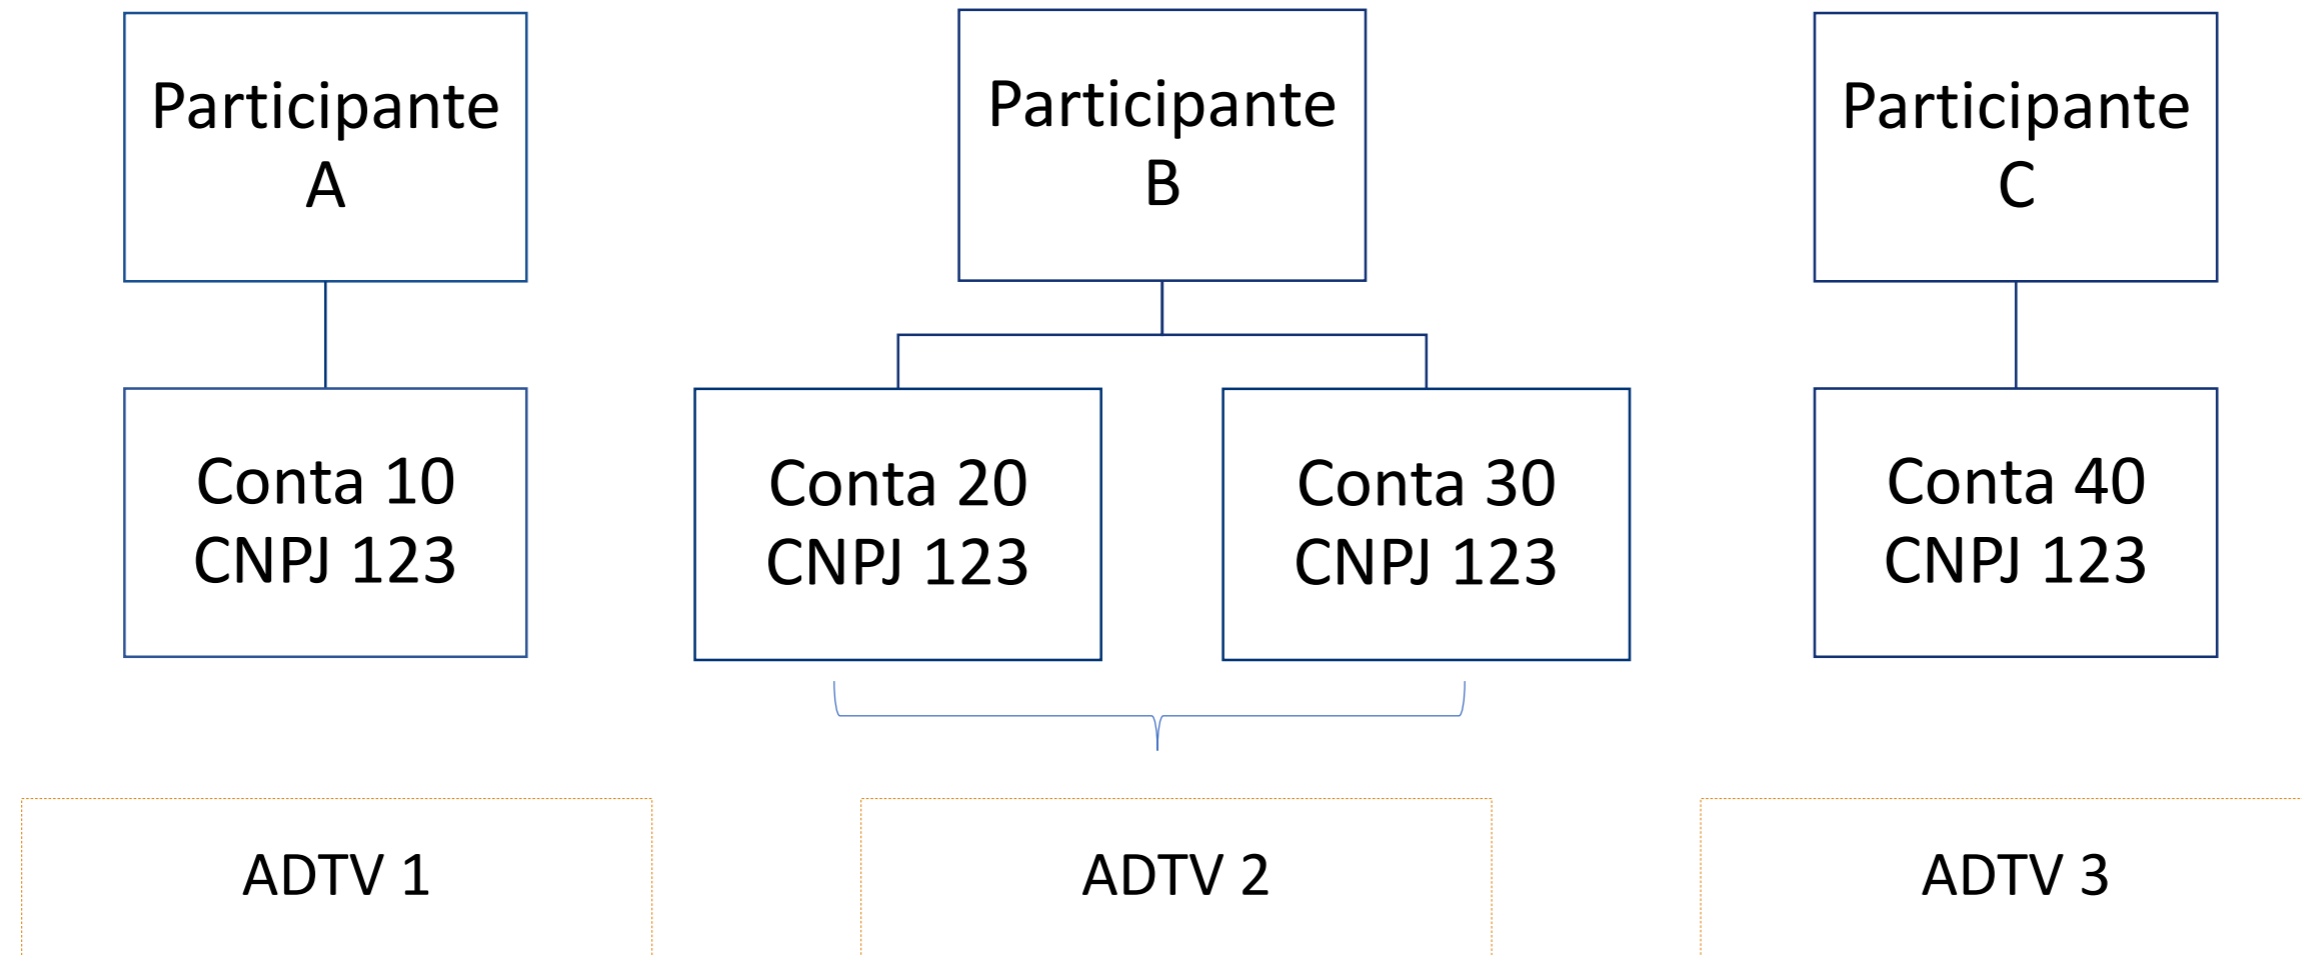 Participante
A
Participante
B
Participante
C
Conta 10
CNPJ 123
Conta 20
CNPJ 123
Conta 30
CNPJ 123
Conta 40
CNPJ 123
ADTV 1
ADTV 2
ADTV 3